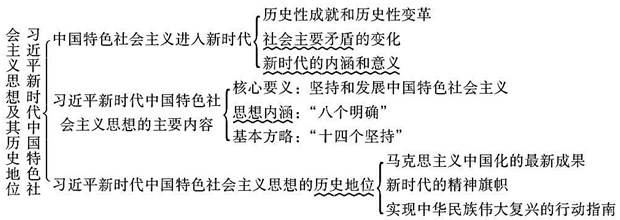 习近平新时代中国特色社
会主义思想及其历史地位
中国特色社会主义进入新时代
历史性成就和历史性变革
社会主要矛盾的变化
新时代的内涵和意义
习近平新时代中国特色社
会主义思想的主要内容
核心要义：坚持和发展中国特色社会主义
思想内涵：“八个明确”
基本方略：“十四个坚持”
习近平新时代中国特色社会主义思想的历史地位
马克思主义中国化的最新成果
新时代的精神旗帜
实现中华民族伟大复兴的行动指南